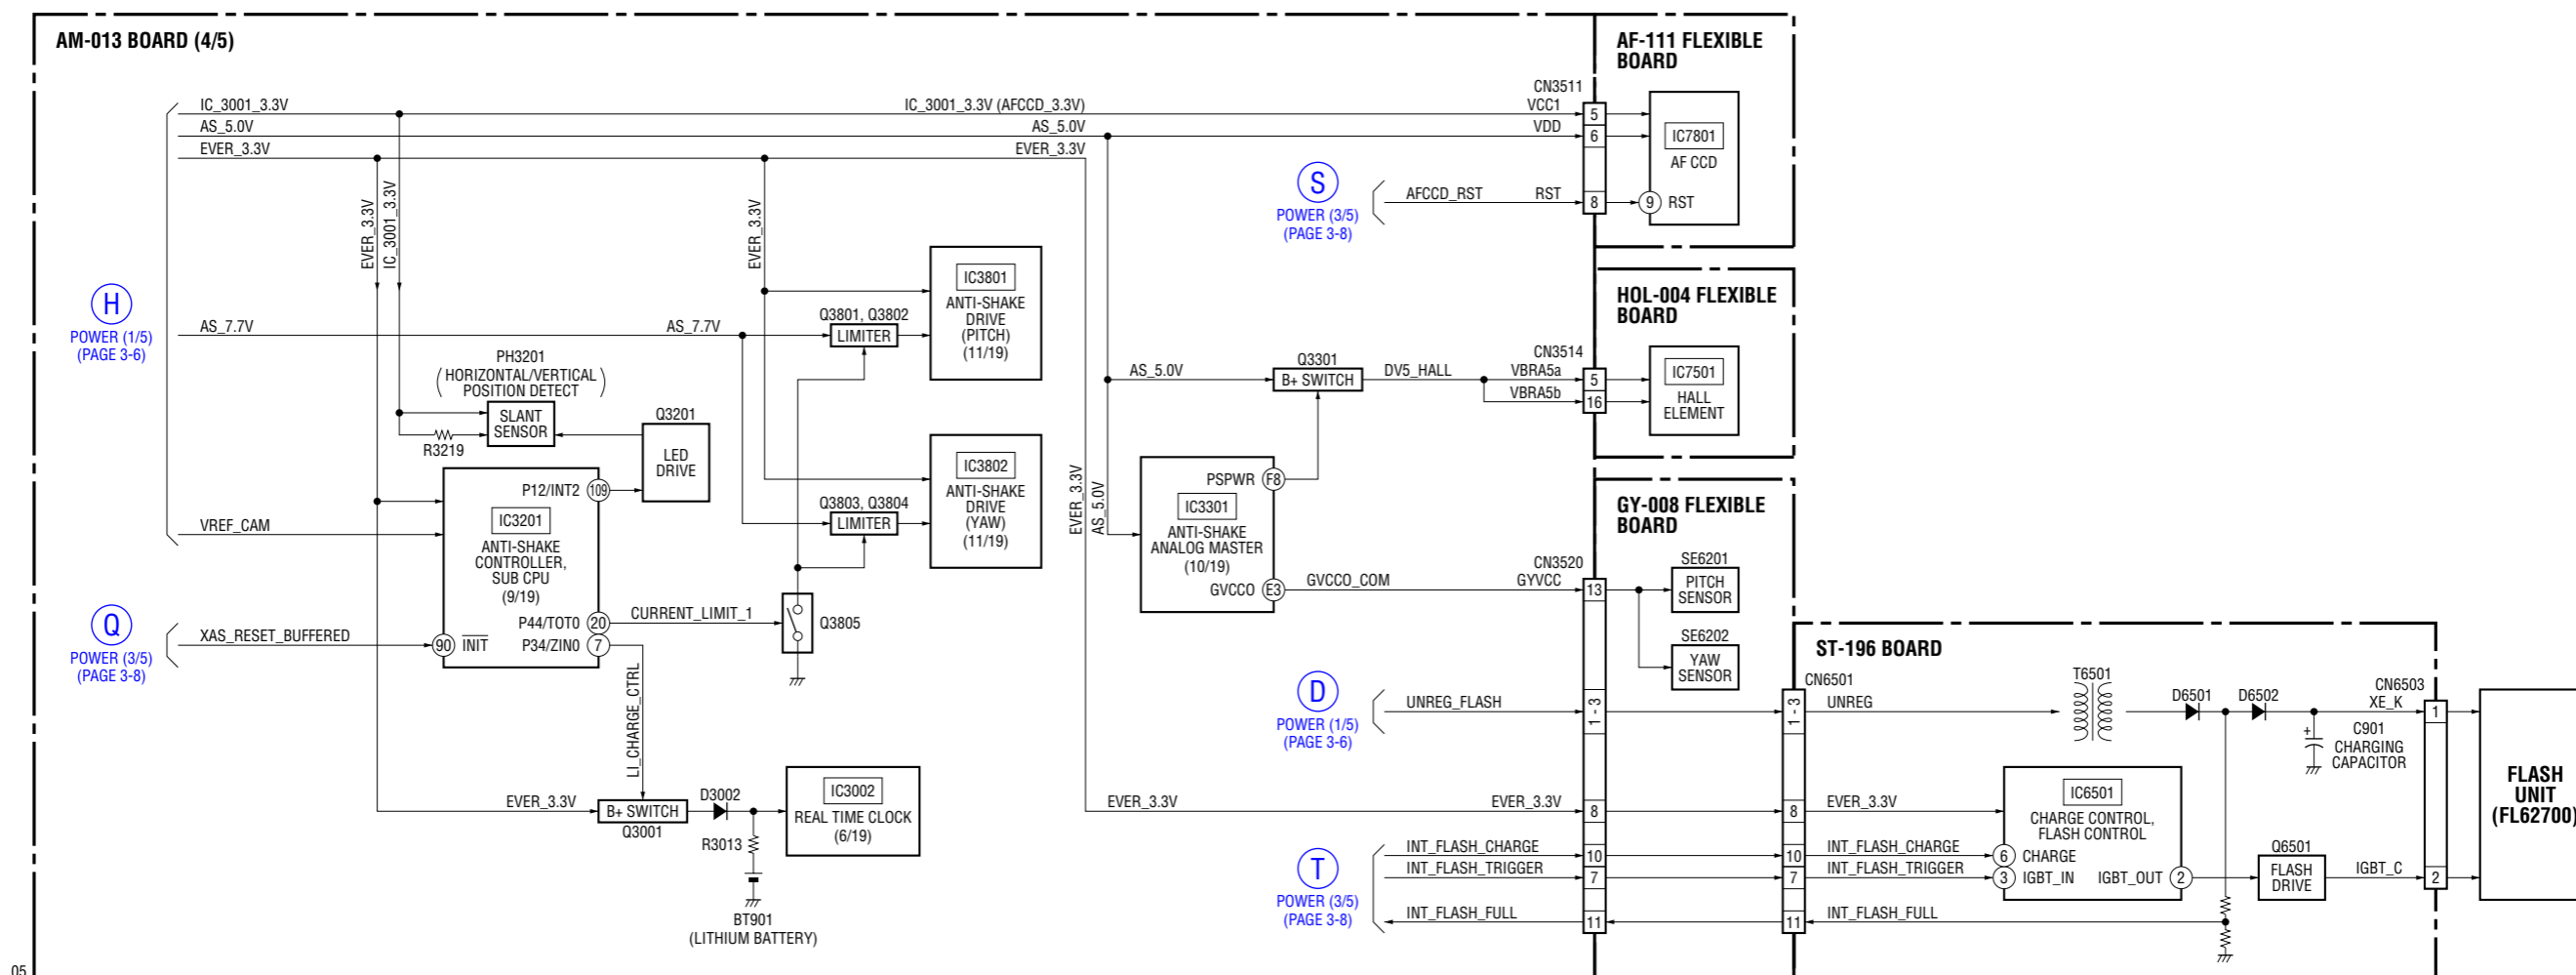 AM-013 BOARD (4/5)
AF-111 FLEXIBLE
BOARD
CN3511
IC_3001_3.3V
IC_3001_3.3V (AFCCD_3.3V)
VCC1
5
AS_5.0V
AS_5.0V
VDD
6
IC7801
AF CCD
EVER_3.3V
EVER_3.3V
S
POWER (3/5)
(PAGE 3-8)
AFCCD_RST
RST
8
9
RST
EVER_3.3V
IC_3001_3.3V
EVER_3.3V
H
POWER (1/5)
(PAGE 3-6)
AS_7.7V
AS_7.7V
Q3801, Q3802
LIMITER
IC3801
ANTI-SHAKE
DRIVE
(PITCH)
(11/19)
HOL-004 FLEXIBLE
BOARD
CN3514
AS_5.0V
Q3301
B+ SWITCH
DV5_HALL
VBRA5a
VBRA5b
5
16
IC7501
HALL
ELEMENT
PH3201
(HORIZONTAL/VERTICAL
POSITION DETECT)
SLANT
SENSOR
R3219
Q3201
LED
DRIVE
P12/INT2
109
VREF_CAM
IC3201
ANTI-SHAKE
CONTROLLER,
SUB CPU
(9/19)
Q3803, Q3804
LIMITER
IC3802
ANTI-SHAKE
DRIVE
(YAW)
(11/19)
EVER_3.3V
AS_5.0V
PSPWR
F8
IC3301
ANTI-SHAKE
ANALOG MASTER
(10/19)
GVCCO
E3
GVCCO_COM
GY-008 FLEXIBLE
BOARD
CN3520
GYVCC
13
SE6201
PITCH
SENSOR
SE6202
YAW
SENSOR
Q
POWER (3/5)
(PAGE 3-8)
XAS_RESET_BUFFERED
90
INIT
P44/TOT0
20
CURRENT_LIMIT_1
Q3805
P34/ZIN0
7
LI_CHARGE_CTRL
ST-196 BOARD
D
POWER (1/5)
(PAGE 3-6)
UNREG_FLASH
1 - 3
CN6501
1 - 3
UNREG
T6501
D6501
D6502
CN6503
XE_K
1
+
C901
CHARGING
CAPACITOR
EVER_3.3V
B+ SWITCH
Q3001
D3002
R3013
IC3002
REAL TIME CLOCK
(6/19)
BT901
(LITHIUM BATTERY)
EVER_3.3V
EVER_3.3V
8
8
EVER_3.3V
IC6501
CHARGE CONTROL,
FLASH CONTROL
FLASH
UNIT
(FL62700)
T
POWER (3/5)
(PAGE 3-8)
INT_FLASH_CHARGE
10
10
INT_FLASH_CHARGE
6
CHARGE
INT_FLASH_TRIGGER
7
7
INT_FLASH_TRIGGER
3
IGBT_IN
IGBT_OUT
2
Q6501
FLASH
DRIVE
IGBT_C
2
INT_FLASH_FULL
11
11
INT_FLASH_FULL
05